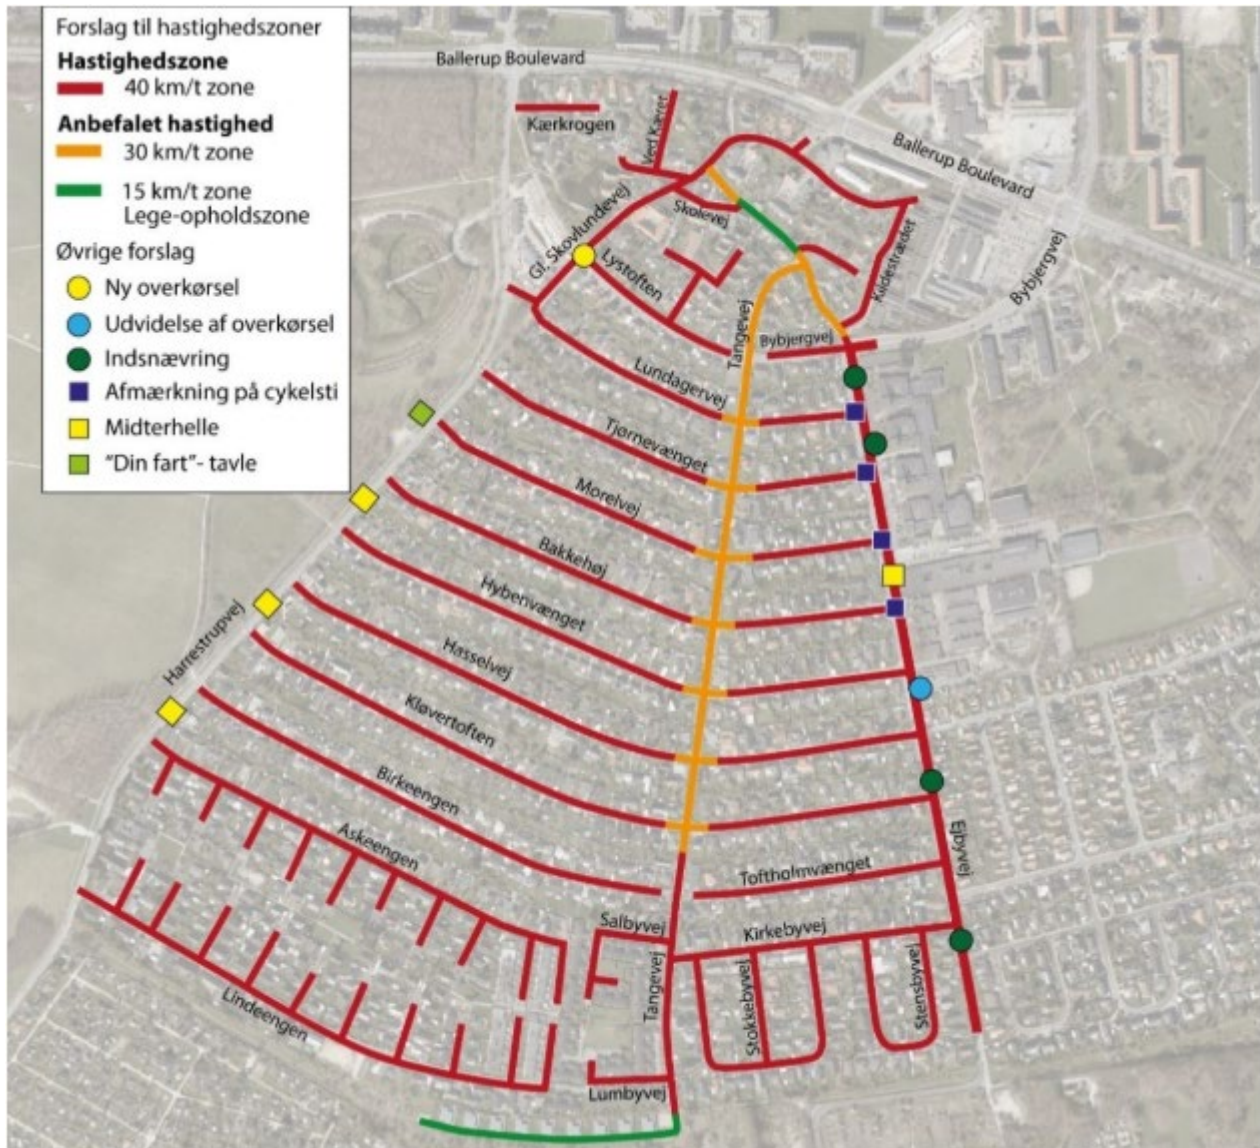 Forslag til hastighedszoner
Hastighedszone
40 km/t zone
Anbefalet hastighed
30 km/t zone
15 km/t zone
Lege-opholdszone
Øvrige forslag
Ny overkørsel
Udvidelse af overkørsel
Indsnævring
Afmærkning på cykelsti
Midterhelle
"Din fart"- tavle
Ballerup Boulevard
Kærkrogen
Ved Kæret
Ballerup Boulevard
Skolevej
Gl. Skovlundevej
Lystoften
Kildestrædet
Bybjergvej
Tangevej
Bybjergvej
Lundagervej
Tjørnevænget
Morelvej
Bakkehøj
Hybenvænget
Harrestrupvej
Hasselvej
Kløvertoften
Birkeengen
Askeengen
Ejbyvej
Toftholmvænget
Salbyvej
Kirkebyvej
Tangevej
Stokkebyvej
Stensbyvej
Lindeengen
Lumbyvej